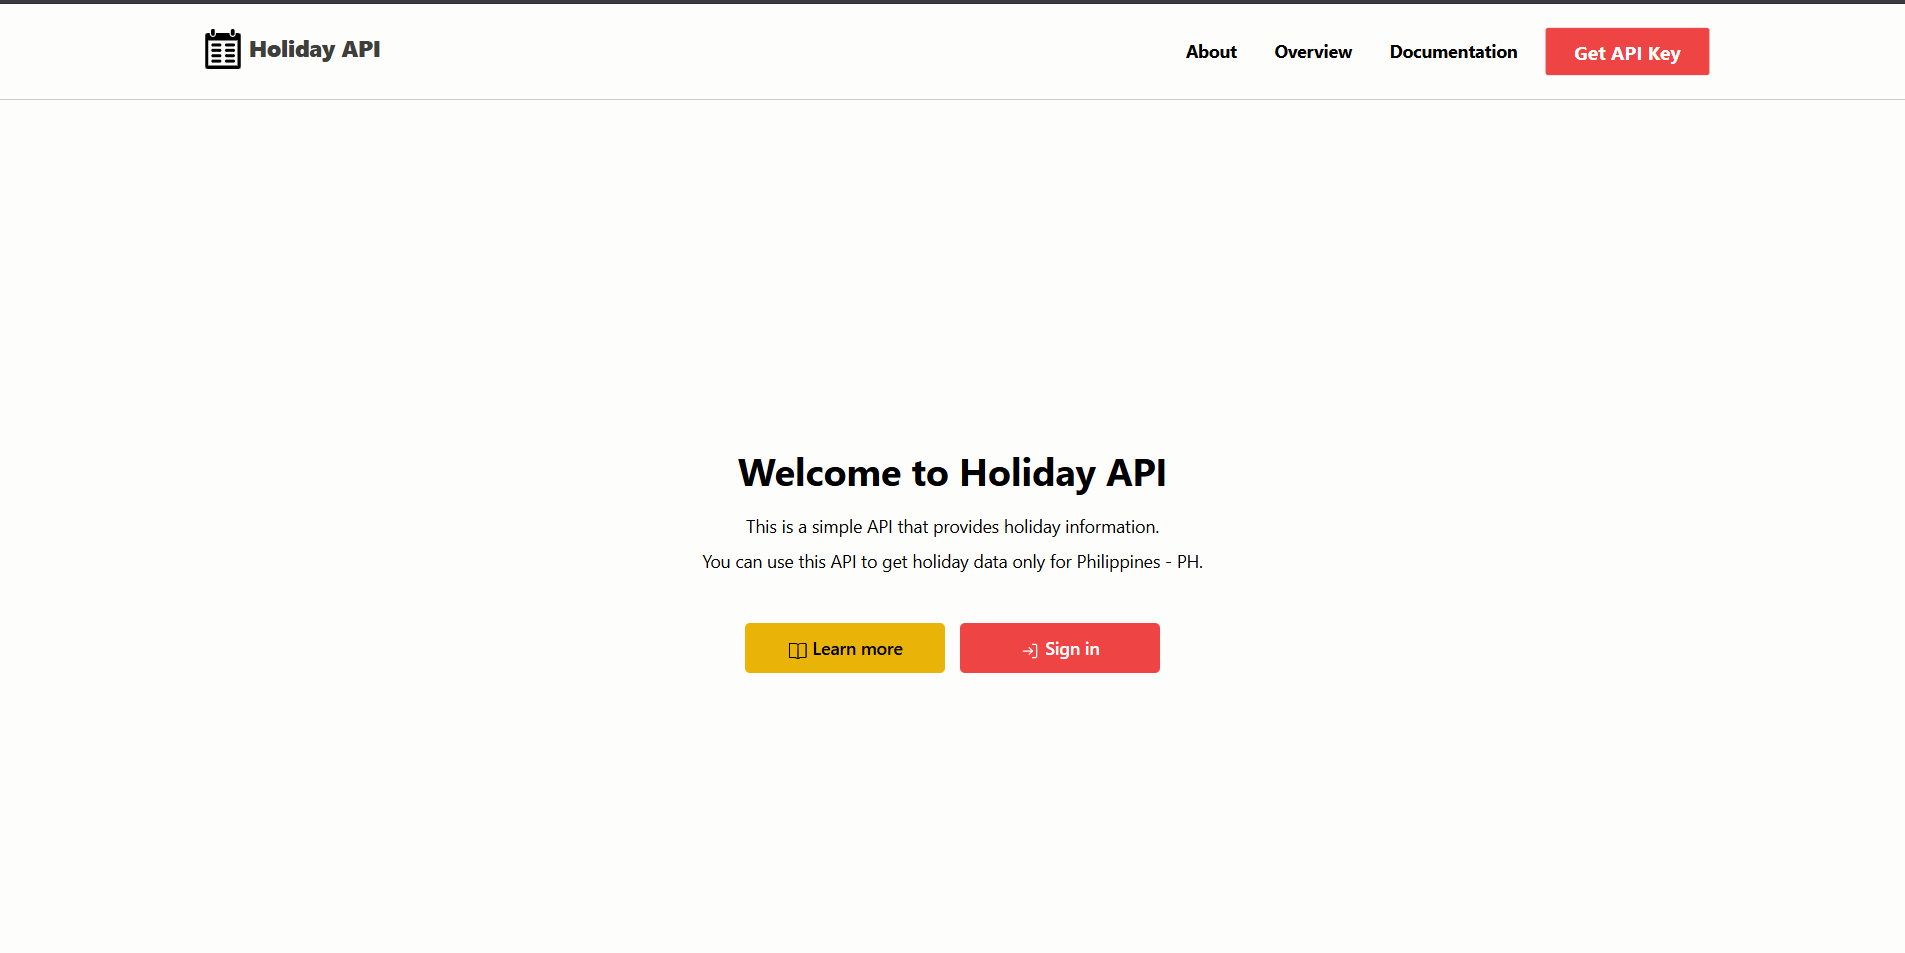 Holiday API
About
Overview
Documentation
Get API Key
Welcome to Holiday API
This is a simple API that provides holiday information.
You can use this API to get holiday data only for Philippines - PH.
Learn more
Sign in